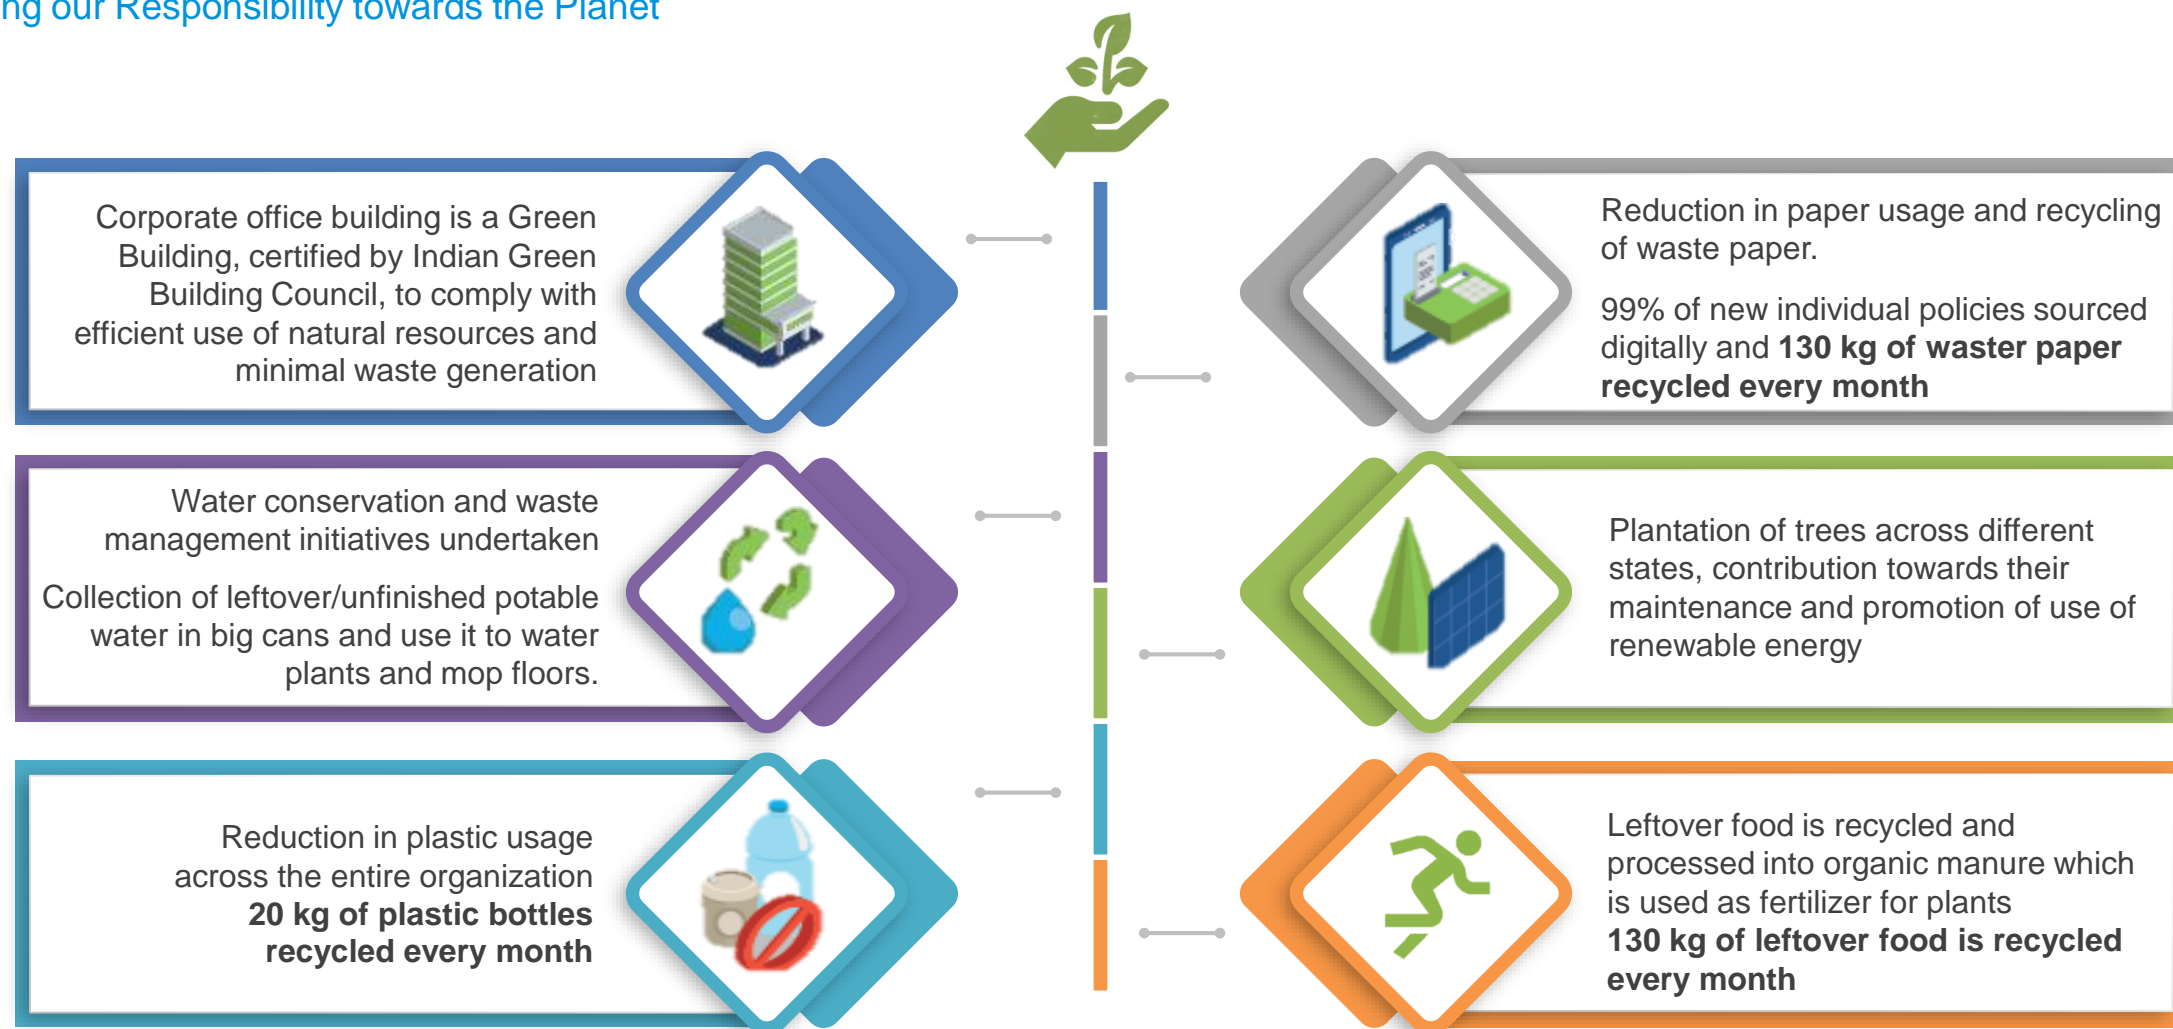 ng our Responsibility towards the Planet
Corporate office building is a Green
Building, certified by Indian Green
Building Council, to comply with
efficient use of natural resources and
minimal waste generation
Reduction in paper usage and recycling
of waste paper.
99% of new individual policies sourced
digitally and 130 kg of waster paper
recycled every month
Water conservation and waste
management initiatives undertaken
Collection of leftover/unfinished potable
water in big cans and use it to water
plants and mop floors.
Plantation of trees across different
states, contribution towards their
maintenance and promotion of use of
renewable energy
Reduction in plastic usage
across the entire organization
20 kg of plastic bottles
recycled every month
Leftover food is recycled and
processed into organic manure which
is used as fertilizer for plants
130 kg of leftover food is recycled
every month